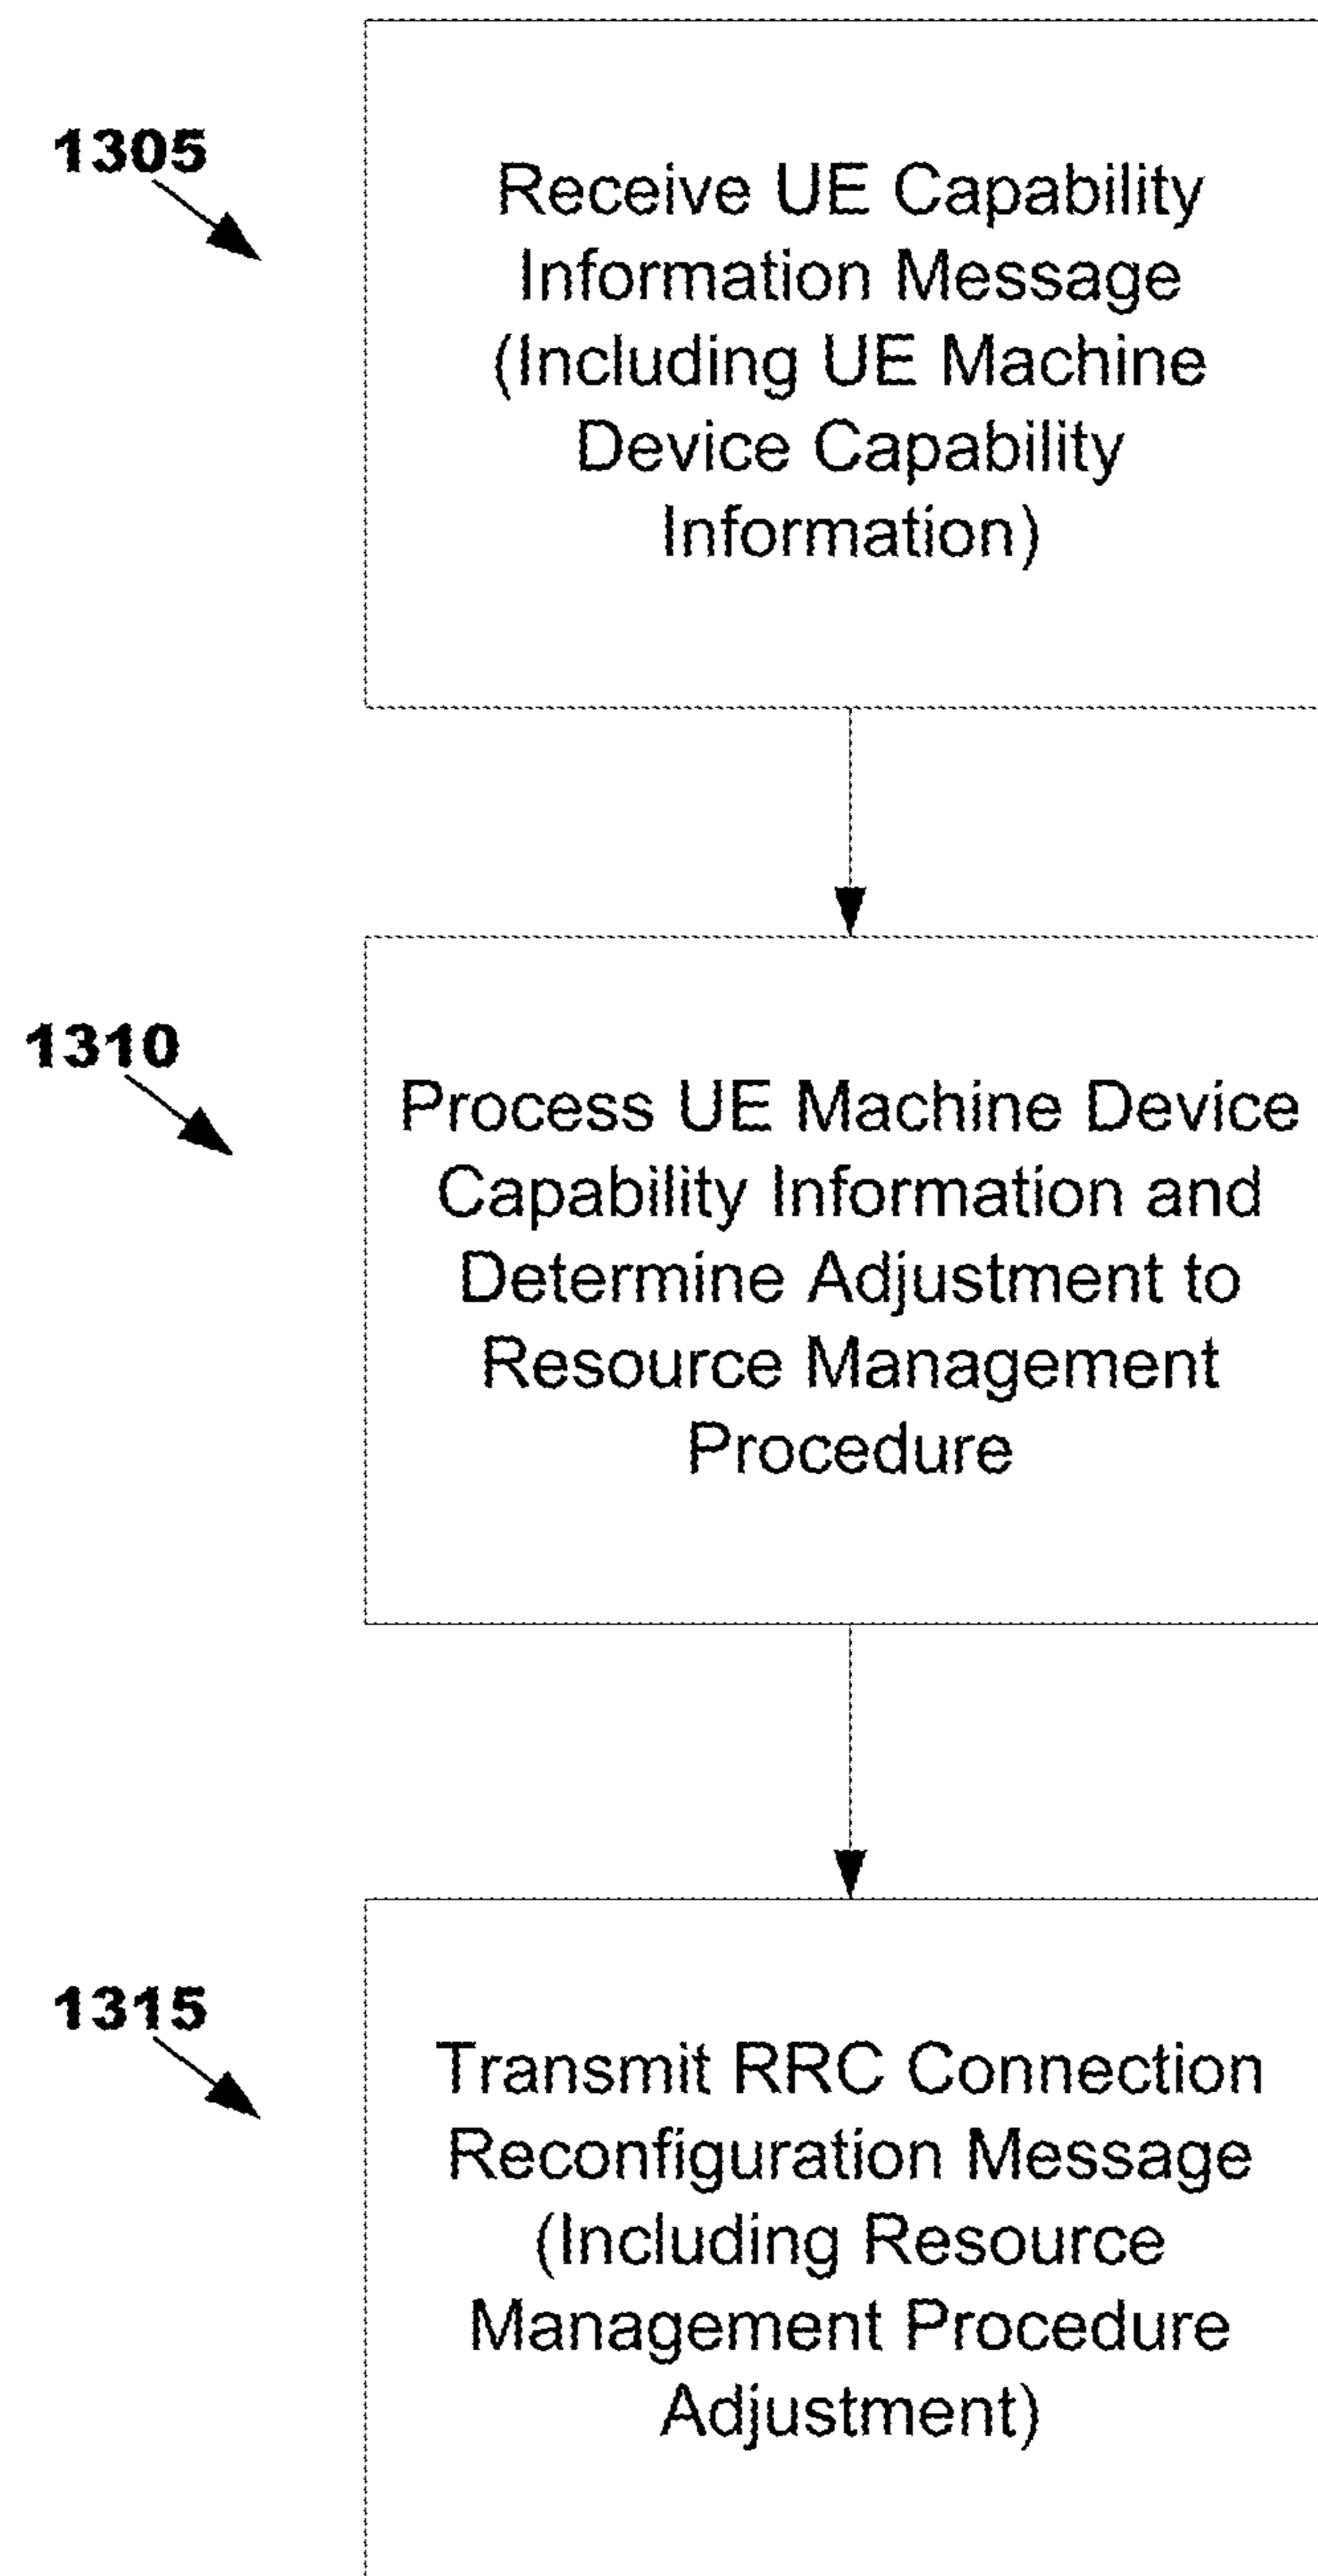 1305
Receive UE Capability
Information Message
(Including UE Machine
Device Capability
Information)
1310
Process UE Machine Device
Capability Information and
Determine Adjustment to
Resource Management
Procedure
1315
Transmit RRC Connection
Reconfiguration Message
(Including Resource
Management Procedure
Adjustment)